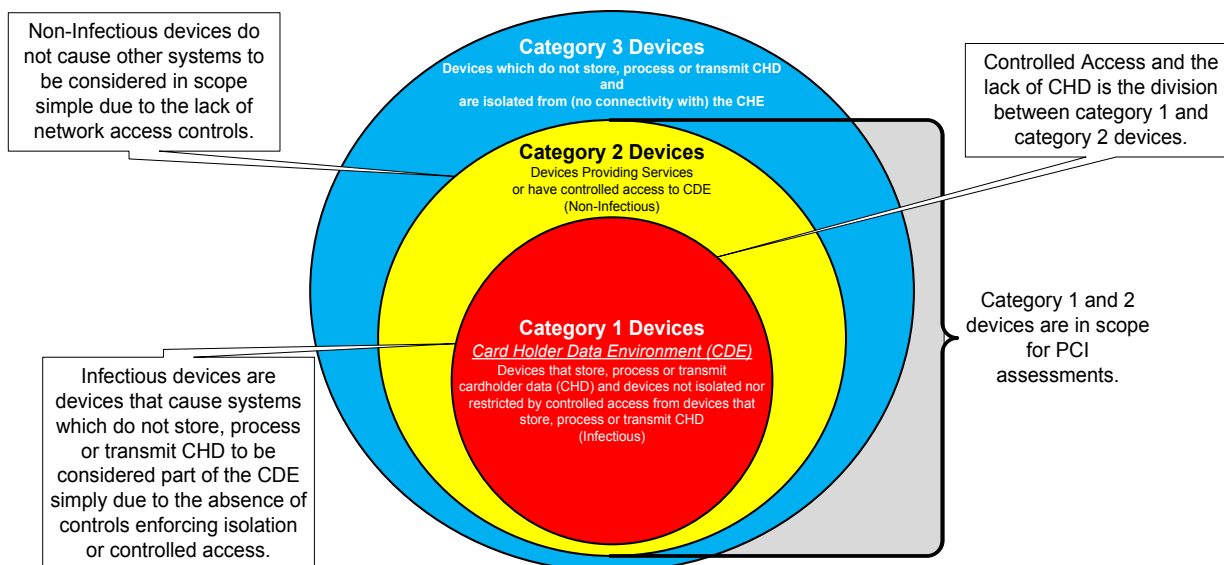 Non-Infectious devices do
not cause other systems to
be considered in scope
simple due to the lack of
network access controls.
Category 3 Devices
Devices which do not store, process or transmit CHD
and
are isolated from (no connectivity with) the CHE
Controlled Access and the
lack of CHD is the division
between category 1 and
category 2 devices.
Category 2 Devices
Devices Providing Services
or have controlled access to CDE
(Non-Infectious)
Category 1 Devices
Card Holder Data Environment (CDE)
Devices that store, process or transmit
cardholder data (CHD) and devices not isolated nor
restricted by controlled access from devices that
store, process or transmit CHD
(Infectious)
Category 1 and 2
devices are in scope
for PCI
assessments.
Infectious devices are
devices that cause systems
which do not store, process
or transmit CHD to be
considered part of the CDE
simply due to the absence of
controls enforcing isolation
or controlled access.